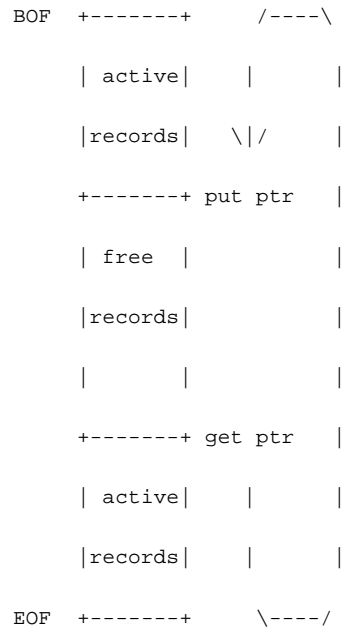 BOF  +-------+     /----\
     | active|    |      |
     |records|   \|/     |
     +-------+ put ptr   |
     | free  |           |
     |records|           |
     |       |           |
     +-------+ get ptr   |
     | active|    |      |
     |records|    |      |
EOF  +-------+     \----/